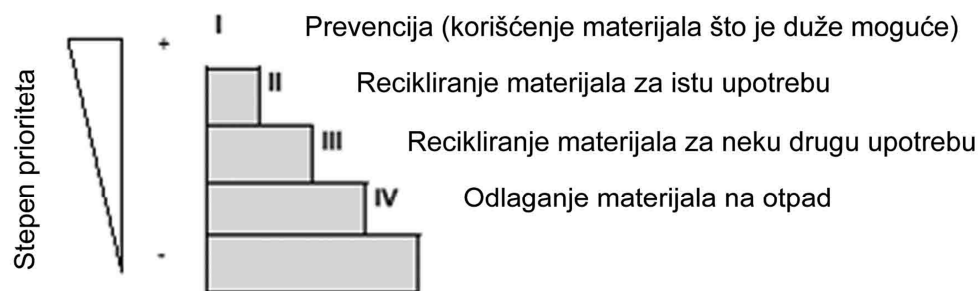 I Prevencija (korišćenje materijala što je duže moguće)
+
II Recikliranje materijala za istu upotrebu
III Recikliranje materijala za neku drugu upotrebu
IV Odlaganje materijala na otpad
-
Stepen prioriteta